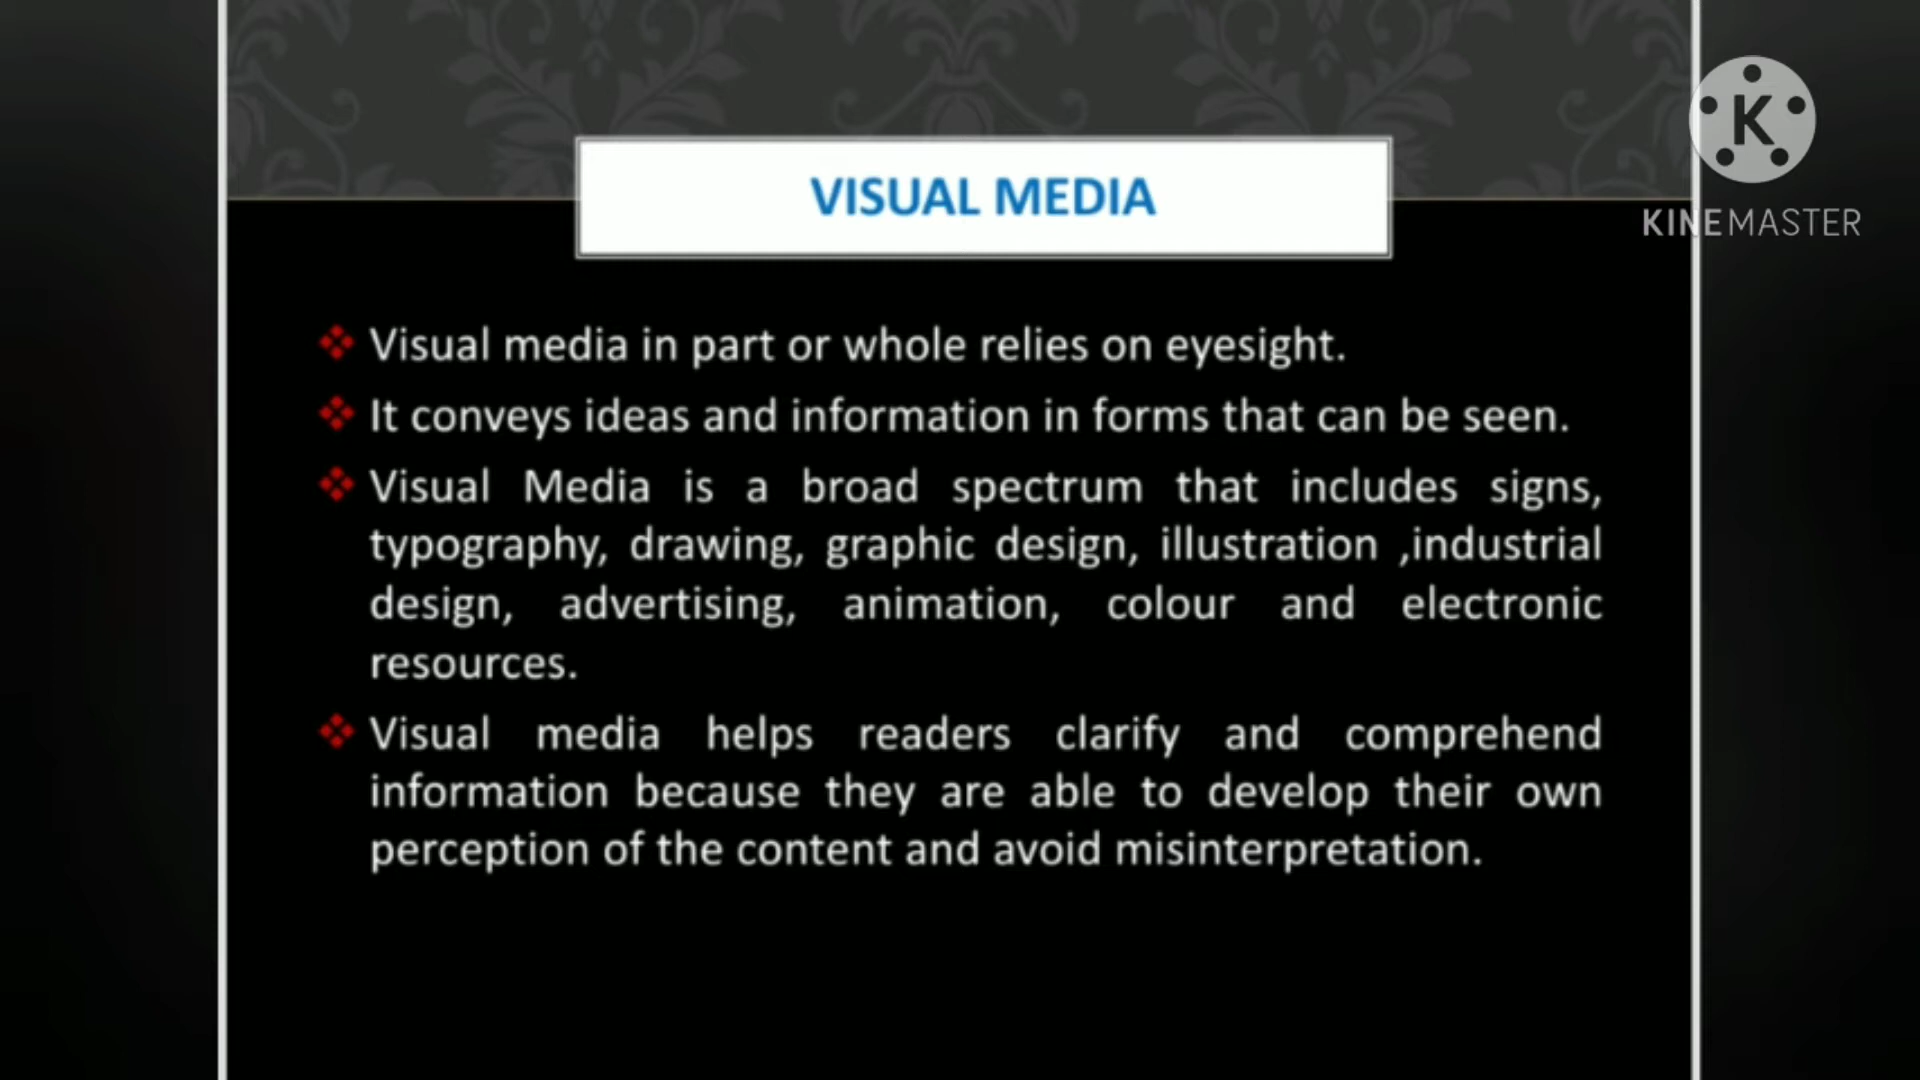 VISUAL MEDIA
K
KINEMASTER
Visual media in part or whole relies on eyesight.
It conveys ideas and information in forms that can be seen.
Visual Media is a broad spectrum that includes signs,
typography, drawing, graphic design, illustration ,industrial
design, advertising, animation, colour and electronic
resources.
Visual media helps readers clarify and comprehend
information because they are able to develop their own
perception of the content and avoid misinterpretation.